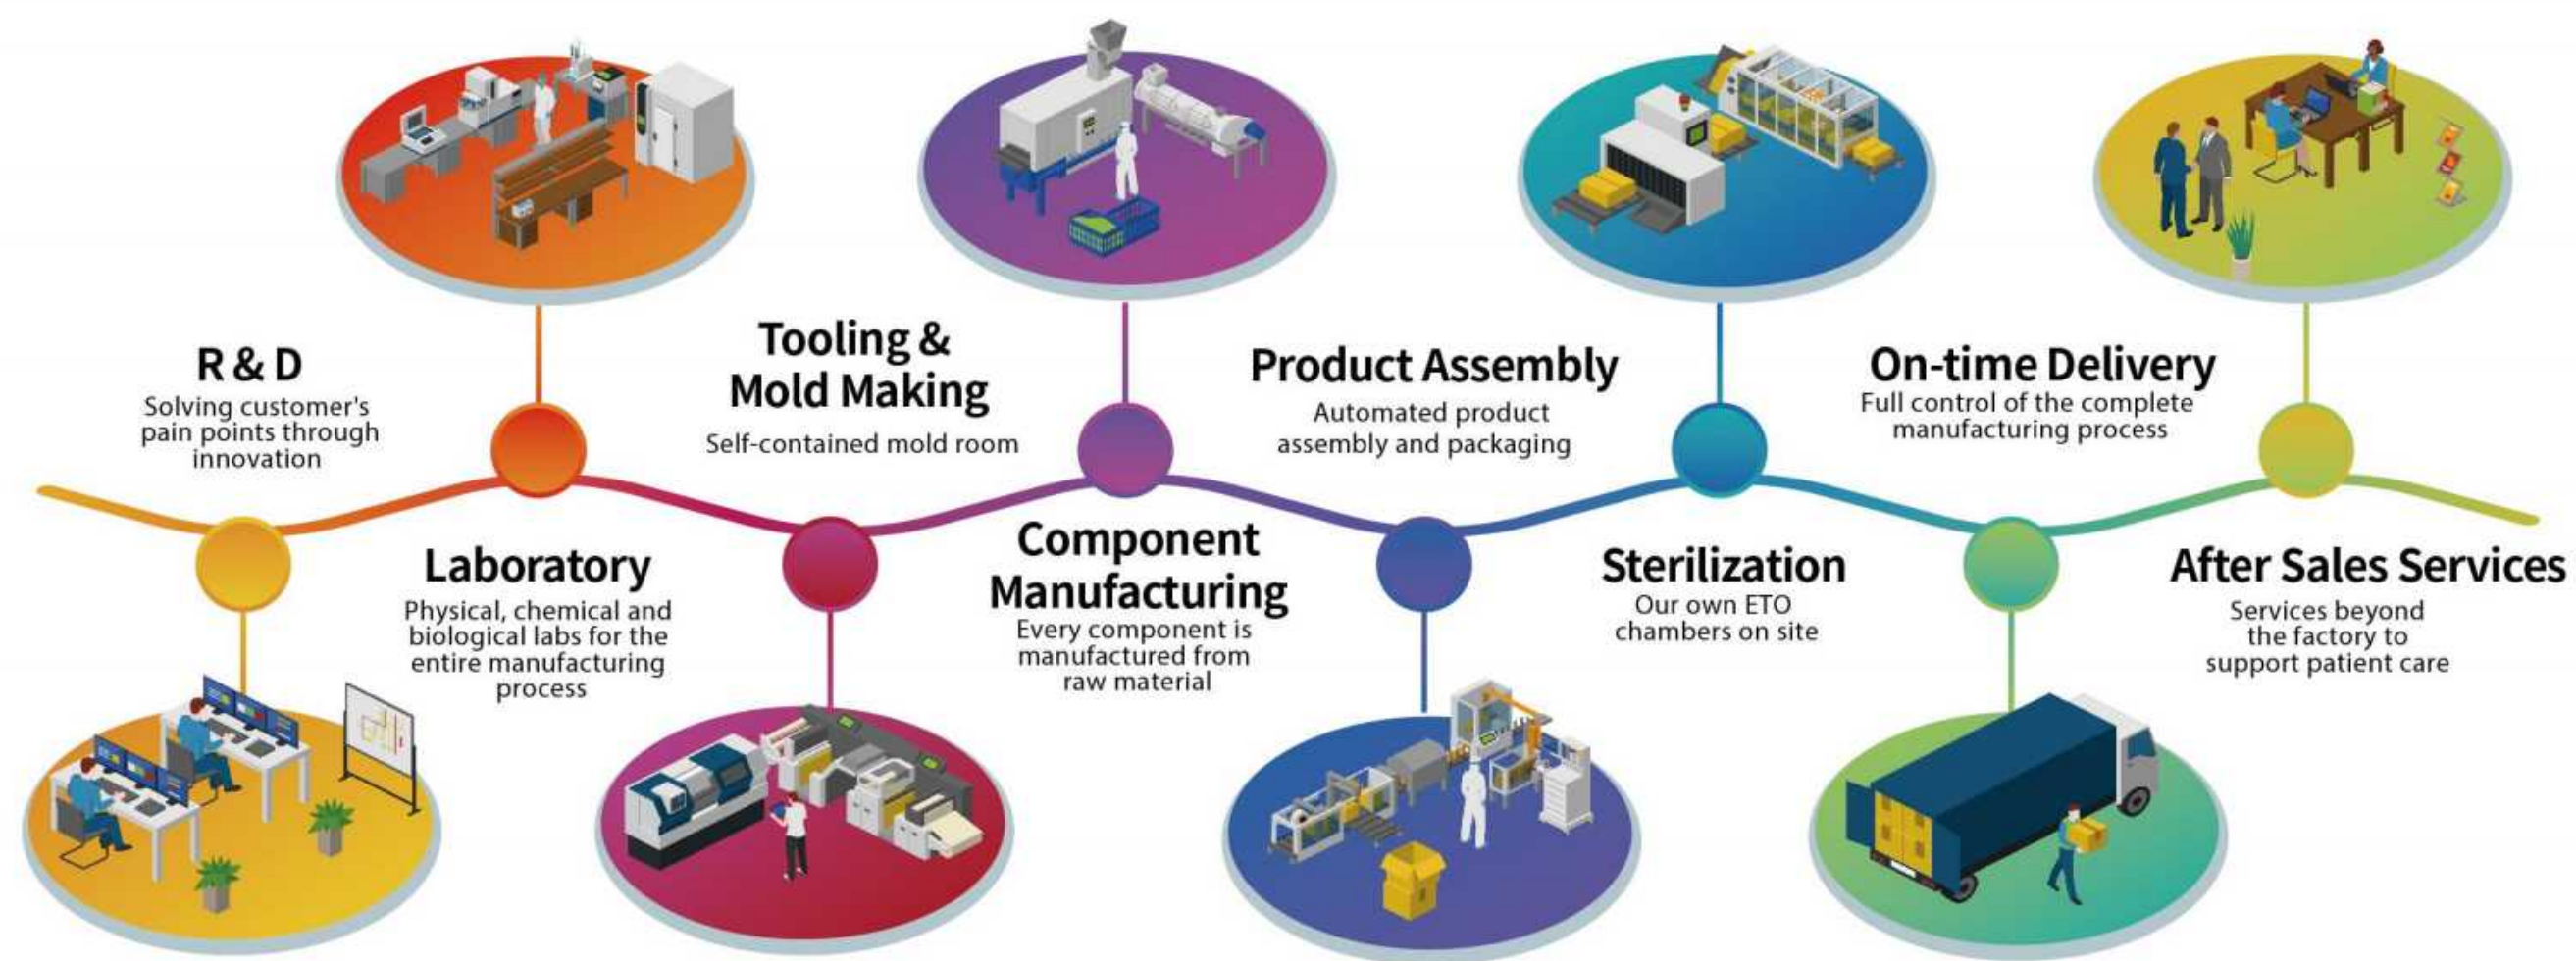 R & D
Solving customer's
pain points through
innovation
Laboratory
Physical, chemical and
biological labs for the
entire manufacturing
process
Tooling &
Mold Making
Self-contained mold room
Component
Manufacturing
Every component is
manufactured from
raw material
Product Assembly
Automated product
assembly and packaging
Sterilization
Our own ETO
chambers on site
On-time Delivery
Full control of the complete
manufacturing process
After Sales Services
Services beyond
the factory to
support patient care